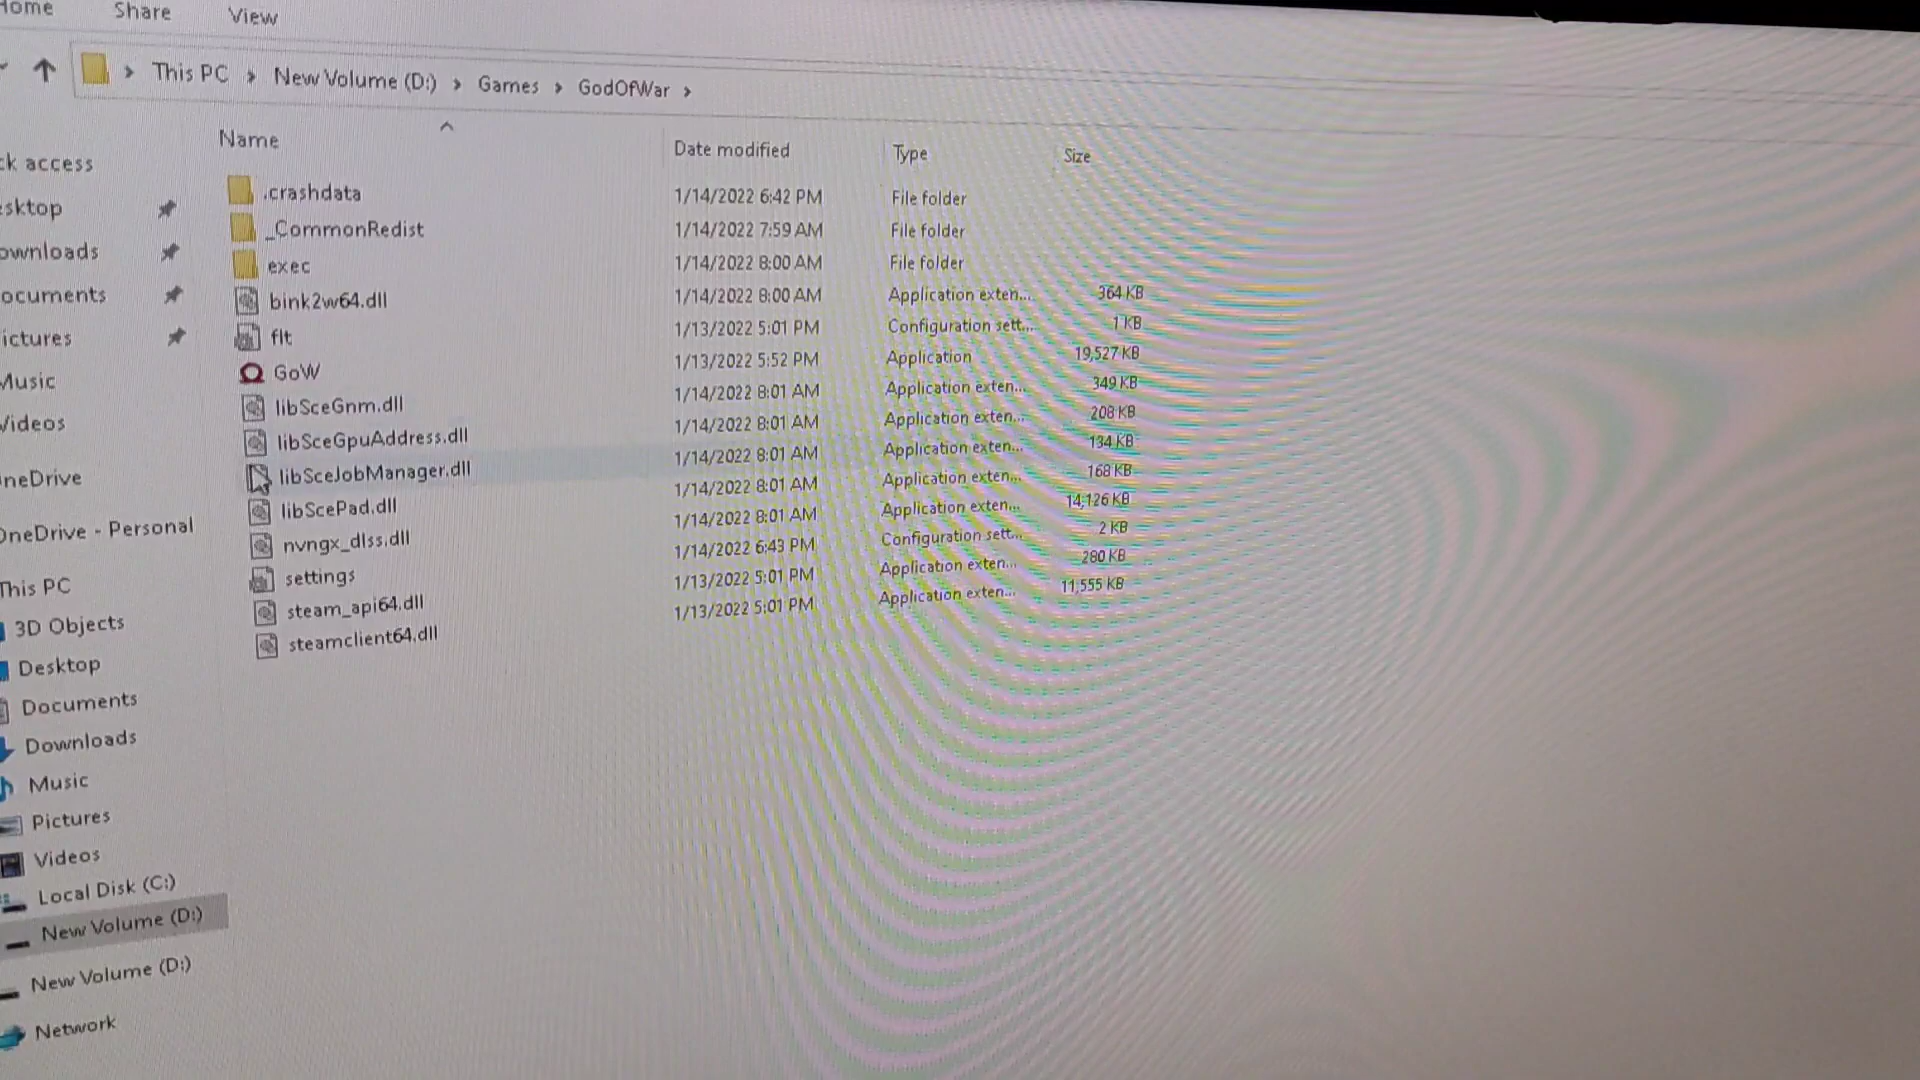 Home Share View
This PC > New Volume (D:) > Games > GodOfWar >
Name Date modified Type Size
.crashdata 1/14/2022 6:42 PM File folder
_CommonRedist 1/14/2022 7:59 AM File folder
exec 1/14/2022 8:00 AM File folder
bink2w64.dll 1/14/2022 8:00 AM Application exten... 364 KB
flt 1/13/2022 5:01 PM Configuration sett... 1 KB
GoW 1/13/2022 5:52 PM Application 19,527 KB
libSceGnm.dll 1/14/2022 8:01 AM Application exten... 349 KB
libSceGpuAddress.dll 1/14/2022 8:01 AM Application exten... 208 KB
libSceJobManager.dll 1/14/2022 8:01 AM Application exten... 134 KB
libScePad.dll 1/14/2022 8:01 AM Application exten... 168 KB
nvngx_dlss.dll 1/14/2022 8:01 AM Application exten... 14,126 KB
settings 1/14/2022 6:43 PM Configuration sett... 2 KB
steam_api64.dll 1/13/2022 5:01 PM Application exten... 280 KB
steamclient64.dll 1/13/2022 5:01 PM Application exten... 11,555 KB
ck access
esktop
ownloads
ocuments
ictures
Music
Videos
neDrive
OneDrive - Personal
This PC
3D Objects
Desktop
Documents
Downloads
Music
Pictures
Videos
Local Disk (C:)
New Volume (D:)
New Volume (D:)
Network